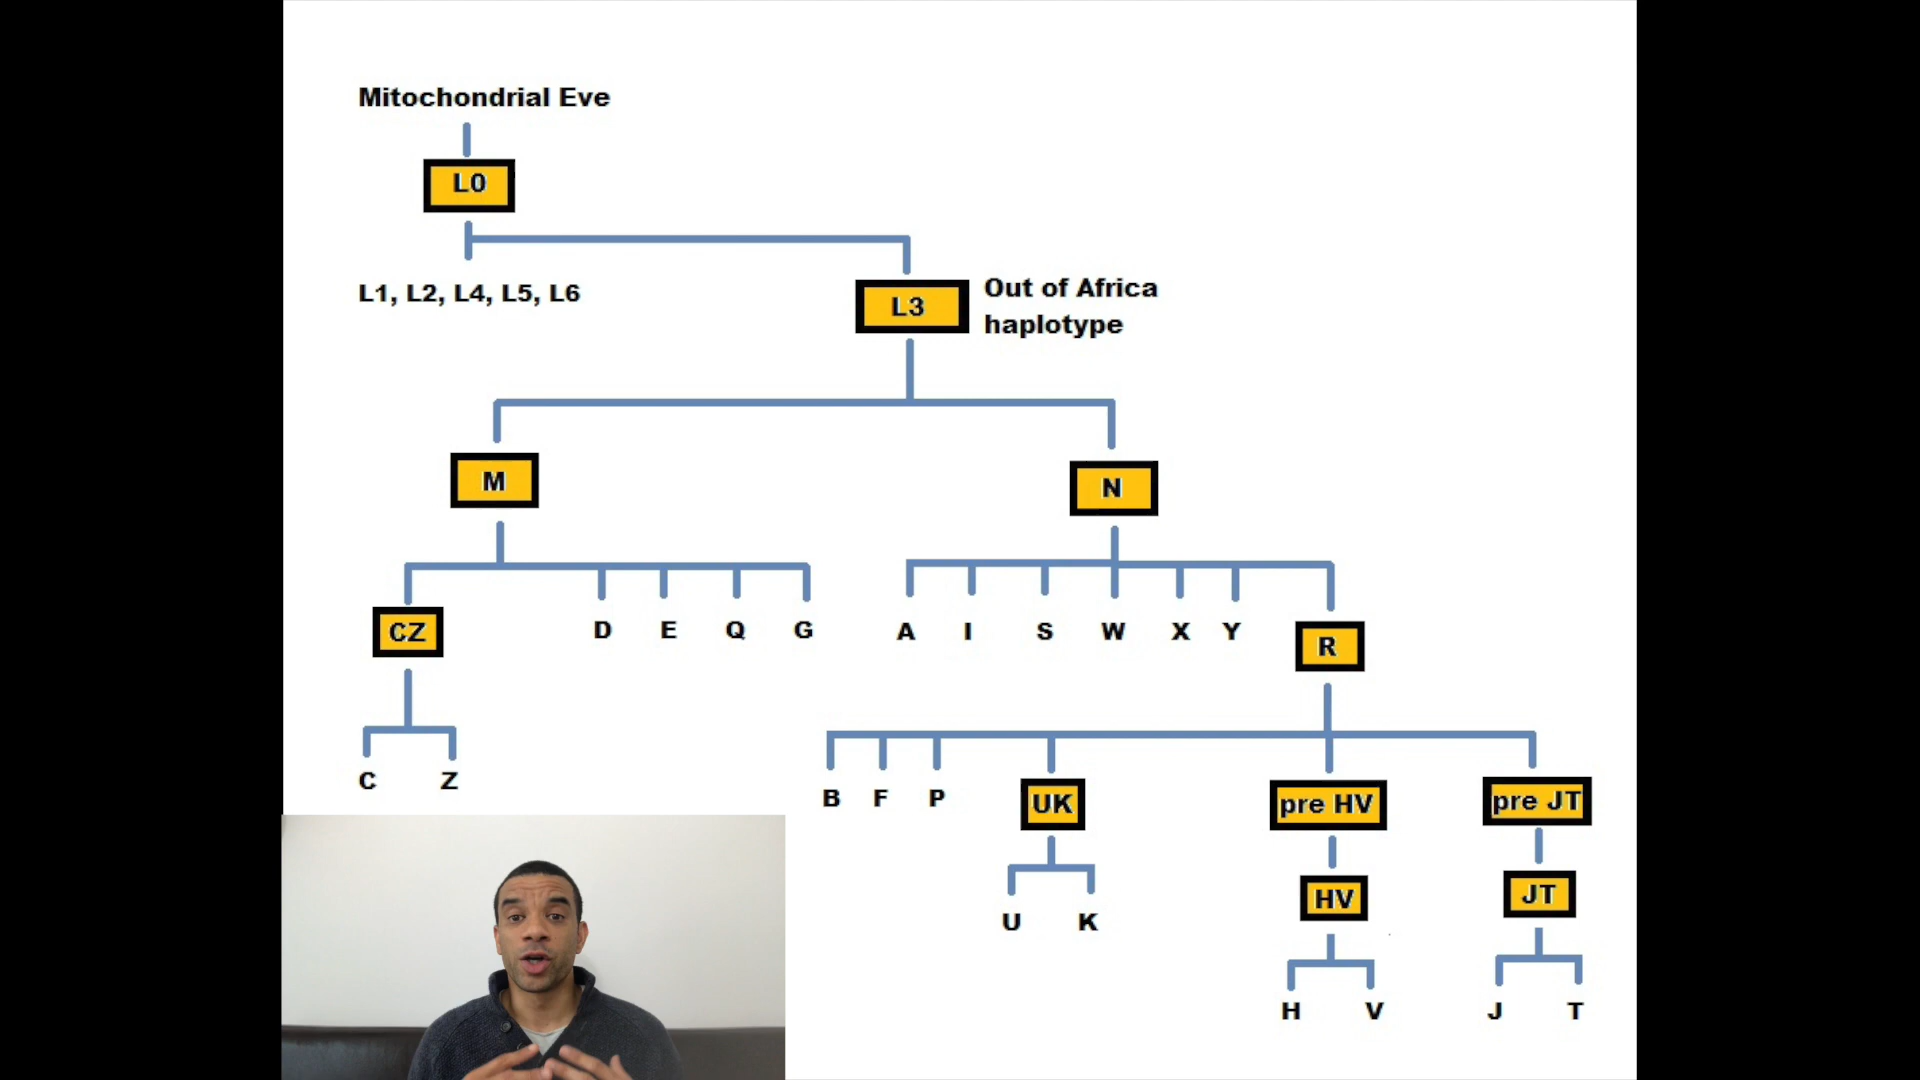 Mitochondrial Eve
L0
L1, L2, L4, L5, L6
L3
Out of Africa
haplotype
M
N
CZ
D E Q G
A I S W X Y
R
C Z
B F P
UK
pre HV
pre JT
U K
HV
JT
H V
J T